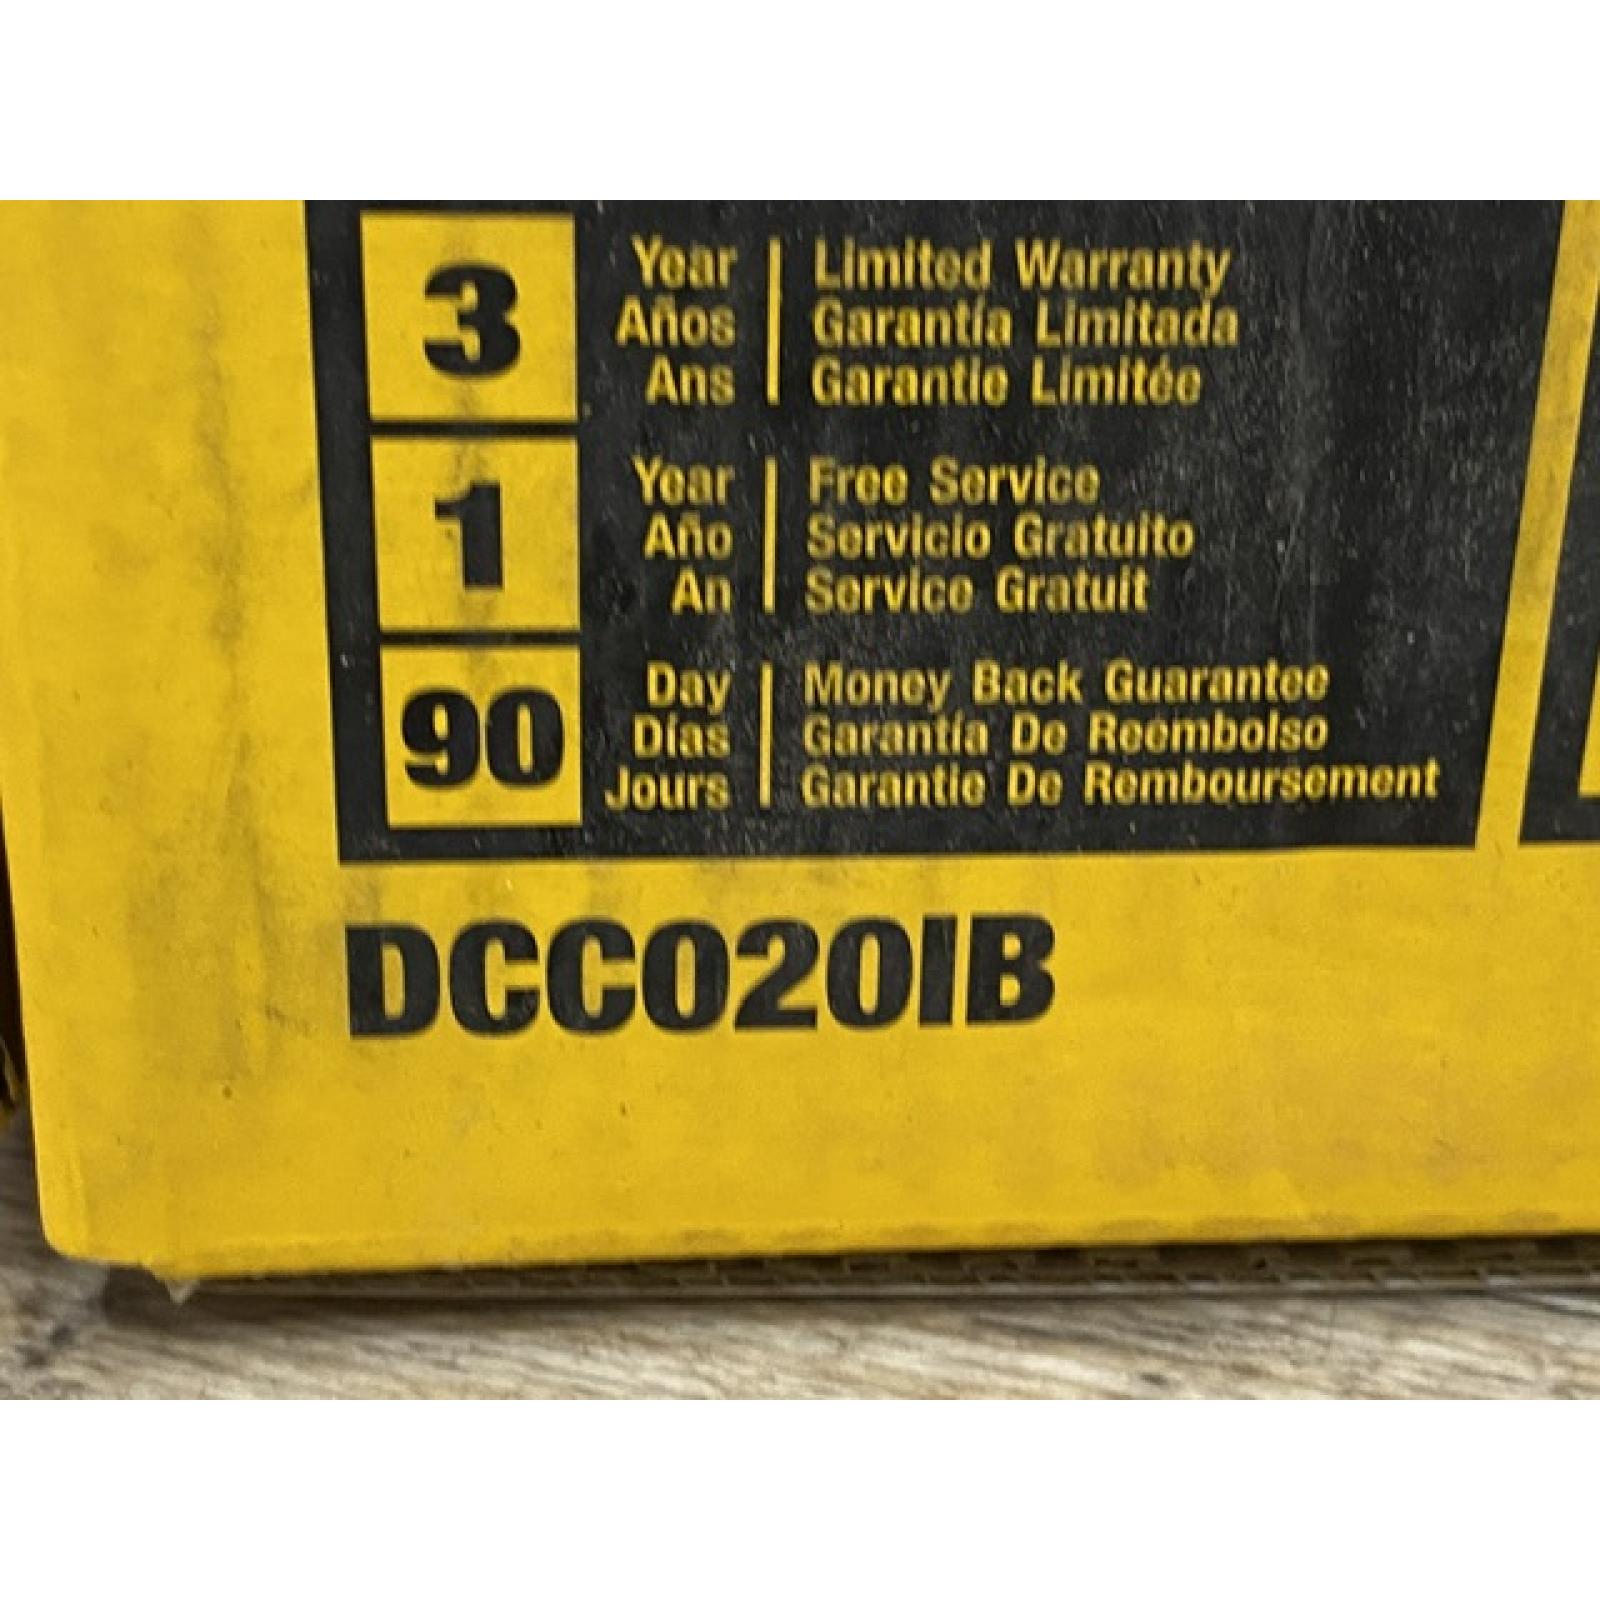 3
Year | Limited Warranty
Años | Garantía Limitada
Ans | Garantie Limitée
1
Year | Free Service
Año | Servicio Gratuito
An | Service Gratuit
90
Day | Money Back Guarantee
Días | Garantía De Reembolso
Jours | Garantie De Remboursement
DCC020IB